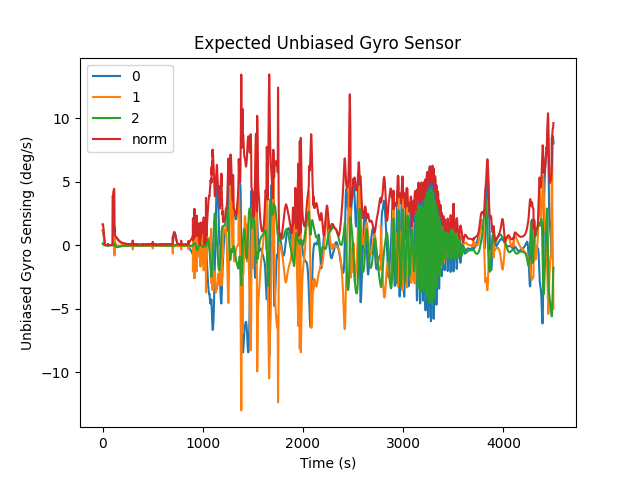 Expected Unbiased Gyro Sensor
0
1
2
norm
Unbiased Gyro Sensing (deg/s)
10
5
0
−5
−10
0 1000 2000 3000 4000
Time (s)